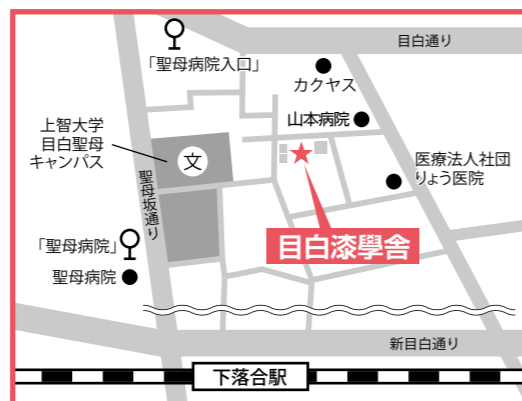 目白通り
「聖母病院入口」
カクヤス
山本病院
上智大学
目白聖母
キャンパス
文
医療法人社団
りょう医院
聖母坂通り
「聖母病院」
聖母病院
目白漆學舎
新目白通り
下落合駅